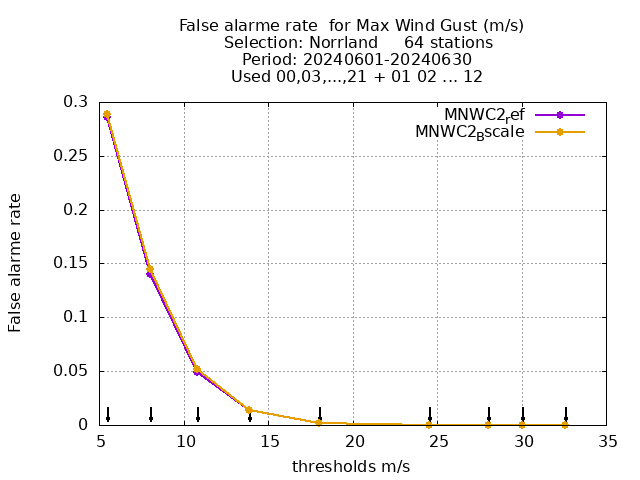 False alarme rate  for Max Wind Gust (m/s)
Selection: Norrland     64 stations
Period: 20240601-20240630
Used 00,03,...,21 + 01 02 ... 12
MNWC2_ref
MNWC2_Bscale
0.3
0.25
0.2
0.15
0.1
0.05
0
False alarme rate
5 10 15 20 25 30 35
thresholds m/s